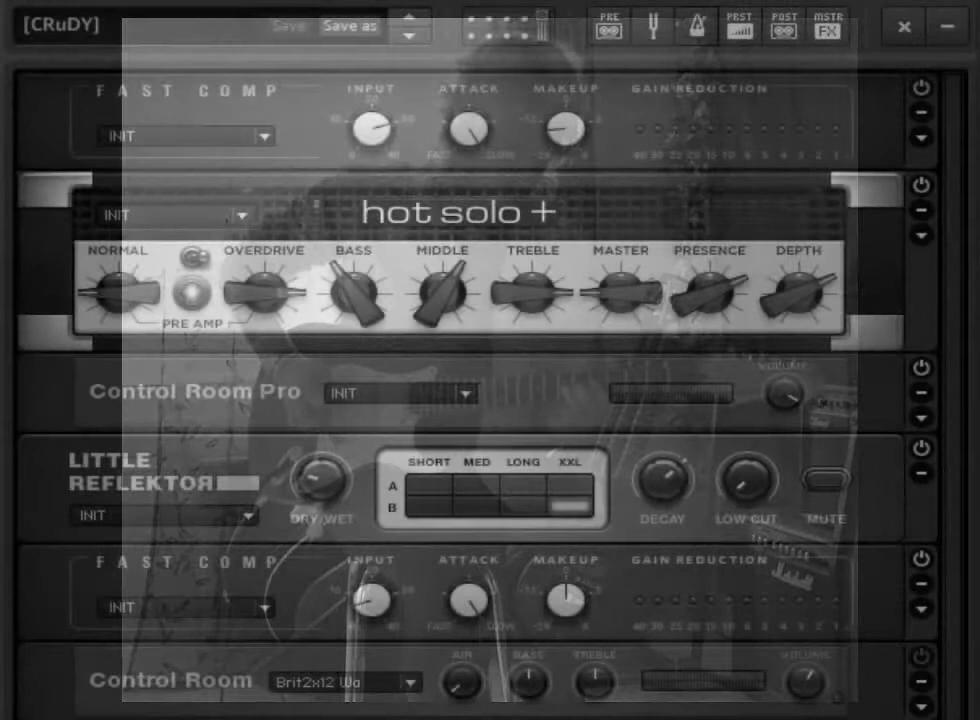 [CRuDY] Save Save as PRE PRST POST MSTR FX
FAST COMP INPUT ATTACK MAKEUP GAIN REDUCTION
INIT
FAST SLOW
hot solo +
INIT
NORMAL OVERDRIVE BASS MIDDLE TREBLE MASTER PRESENCE DEPTH
PRE AMP
Control Room Pro INIT VOLUME
LITTLE REFLEKTOR SHORT MED LONG XXL
INIT A
B
DRY/WET DECAY LOW CUT MUTE
FAST COMP INPUT ATTACK MAKEUP GAIN REDUCTION
INIT
FAST SLOW
AIR BASS TREBLE VOLUME
Control Room Brit2x12 Wa